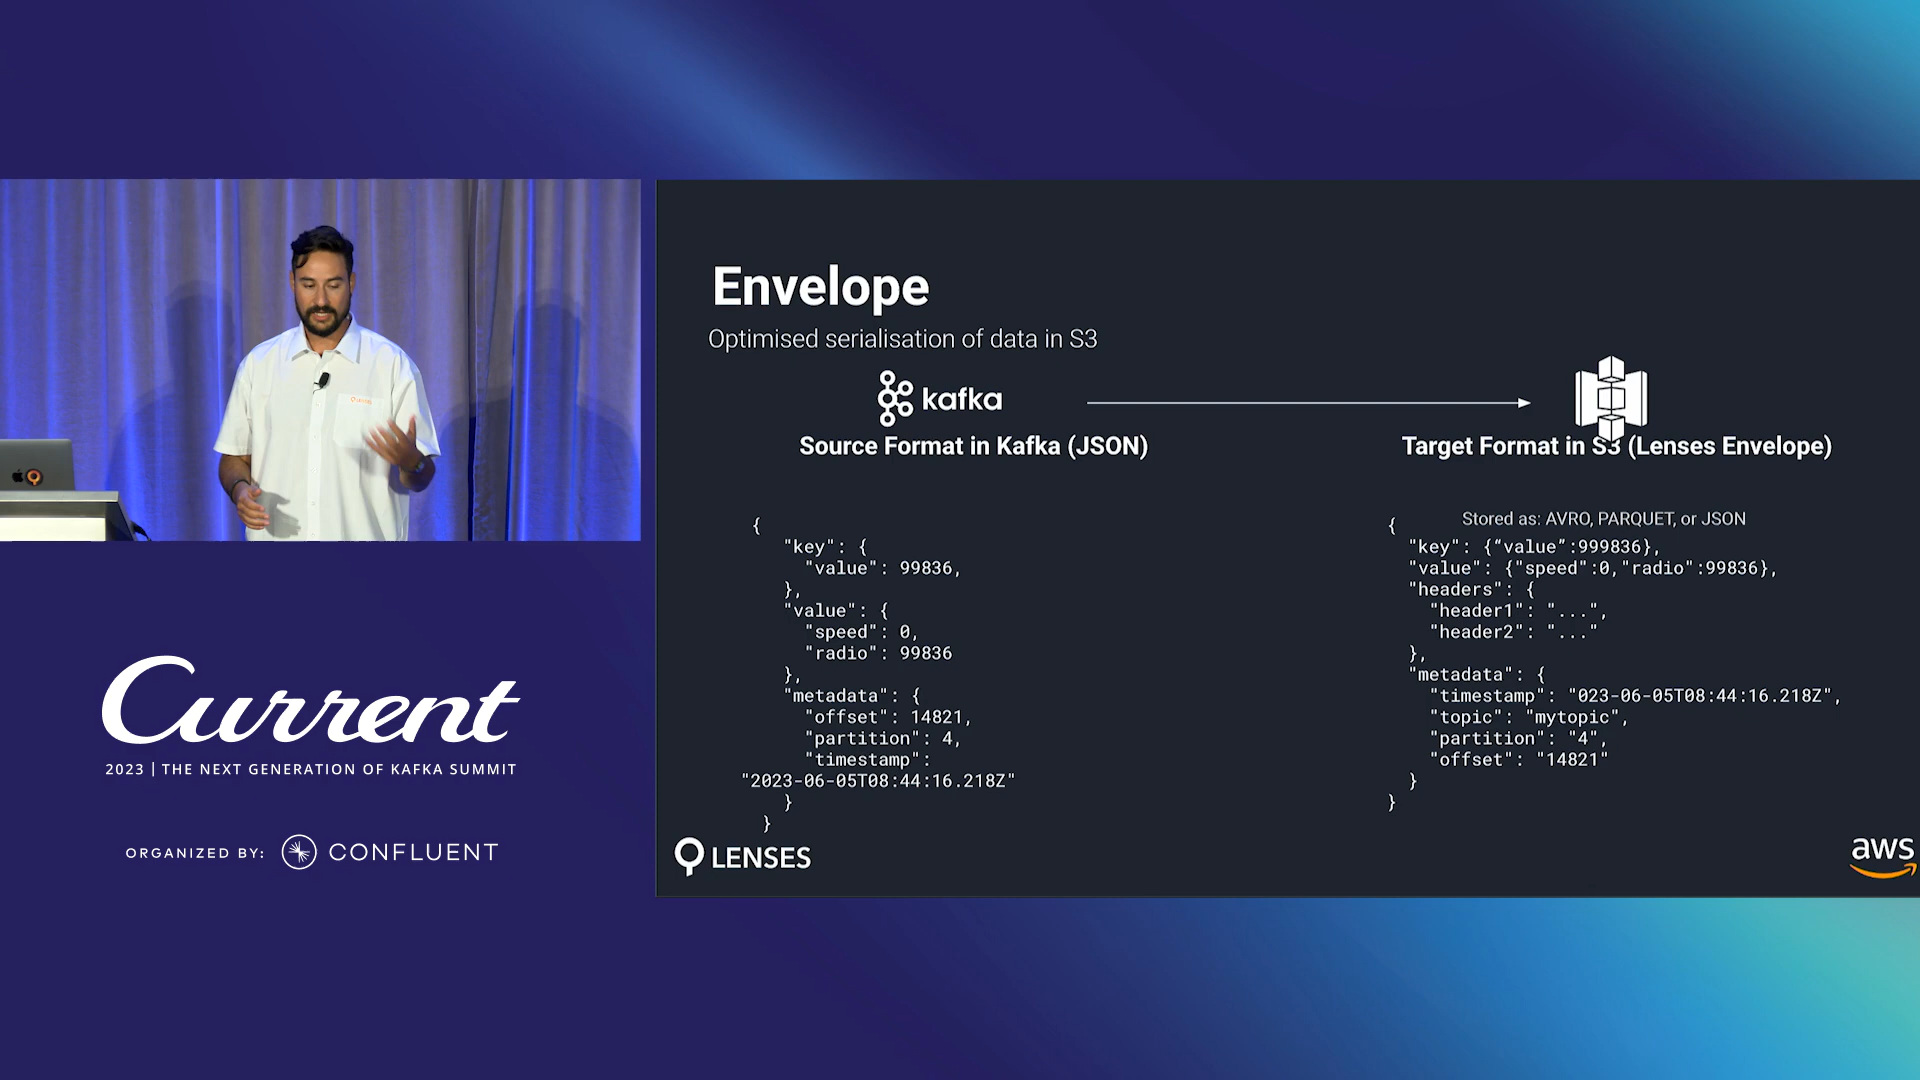 Envelope
Optimised serialisation of data in S3
kafka
Source Format in Kafka (JSON)
{
"key": {
"value": 99836,
},
"value": {
"speed": 0,
"radio": 99836
},
"metadata": {
"offset": 14821,
"partition": 4,
"timestamp":
"2023-06-05T08:44:16.218Z"
}
}
Target Format in S3 (Lenses Envelope)
Stored as: AVRO, PARQUET, or JSON
{
"key": {“value”:999836},
"value": {"speed":0,"radio":99836},
"headers": {
"header1": "...",
"header2": "..."
},
"metadata": {
"timestamp": "023-06-05T08:44:16.218Z",
"topic": "mytopic",
"partition": "4",
"offset": "14821"
}
}
LENSES
aws
Current
2023 | THE NEXT GENERATION OF KAFKA SUMMIT
ORGANIZED BY: CONFLUENT